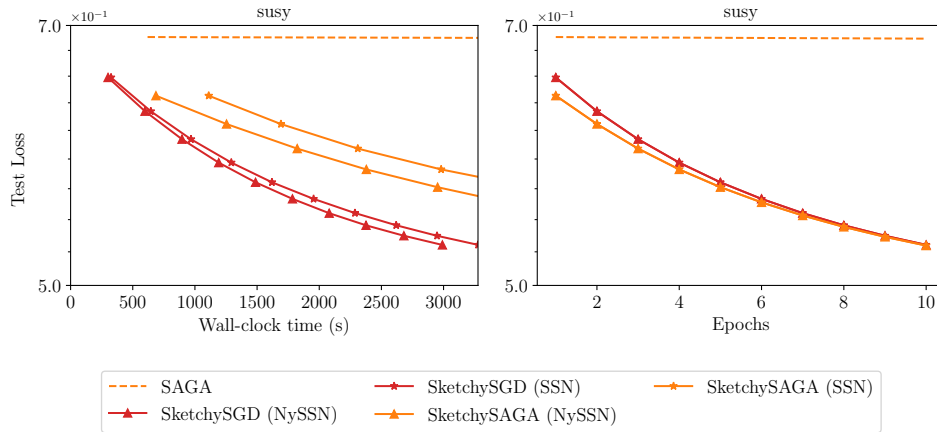 susy
×10⁻¹
7.0
5.0
Test Loss
0 500 1000 1500 2000 2500 3000
Wall-clock time (s)
susy
×10⁻¹
7.0
5.0
2 4 6 8 10
Epochs
SAGA
SketchySGD (NySSN)
SketchySGD (SSN)
SketchySAGA (NySSN)
SketchySAGA (SSN)